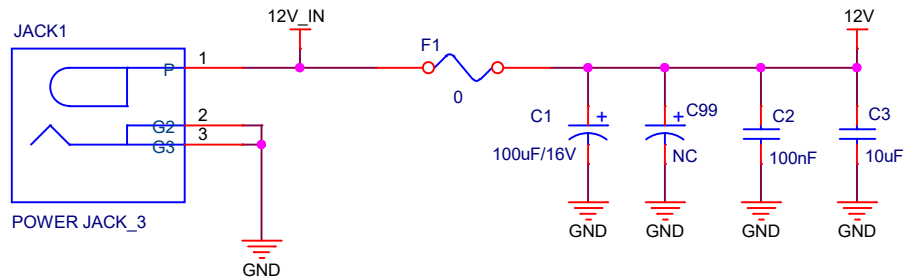 JACK1
12V_IN
12V
1
P
F1
0
2
G2
3
G3
C1
+
100uF/16V
+
C99
NC
C2
100nF
C3
10uF
POWER JACK_3
GND
GND
GND
GND
GND